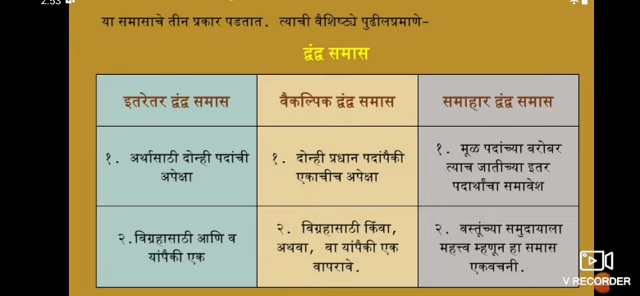 2:53
या समासाचे तीन प्रकार पडतात. त्याची वैशिष्ट्ये पुढीलप्रमाणे-
द्वंद्व समास
इतरेतर द्वंद्व समास
वैकल्पिक द्वंद्व समास
समाहार द्वंद्व समास
१. अर्थासाठी दोन्ही पदांची
अपेक्षा
१. दोन्ही प्रधान पदांपैकी
एकाचीच अपेक्षा
१. मूळ पदांच्या बरोबर
त्याच जातीच्या इतर
पदार्थांचा समावेश
२.विग्रहासाठी आणि व
यांपैकी एक
२. विग्रहासाठी किंवा,
अथवा, वा यांपैकी एक
वापरावे.
२. वस्तूंच्या समुदायाला
महत्त्व म्हणून हा समास
एकवचनी.
V RECORDER